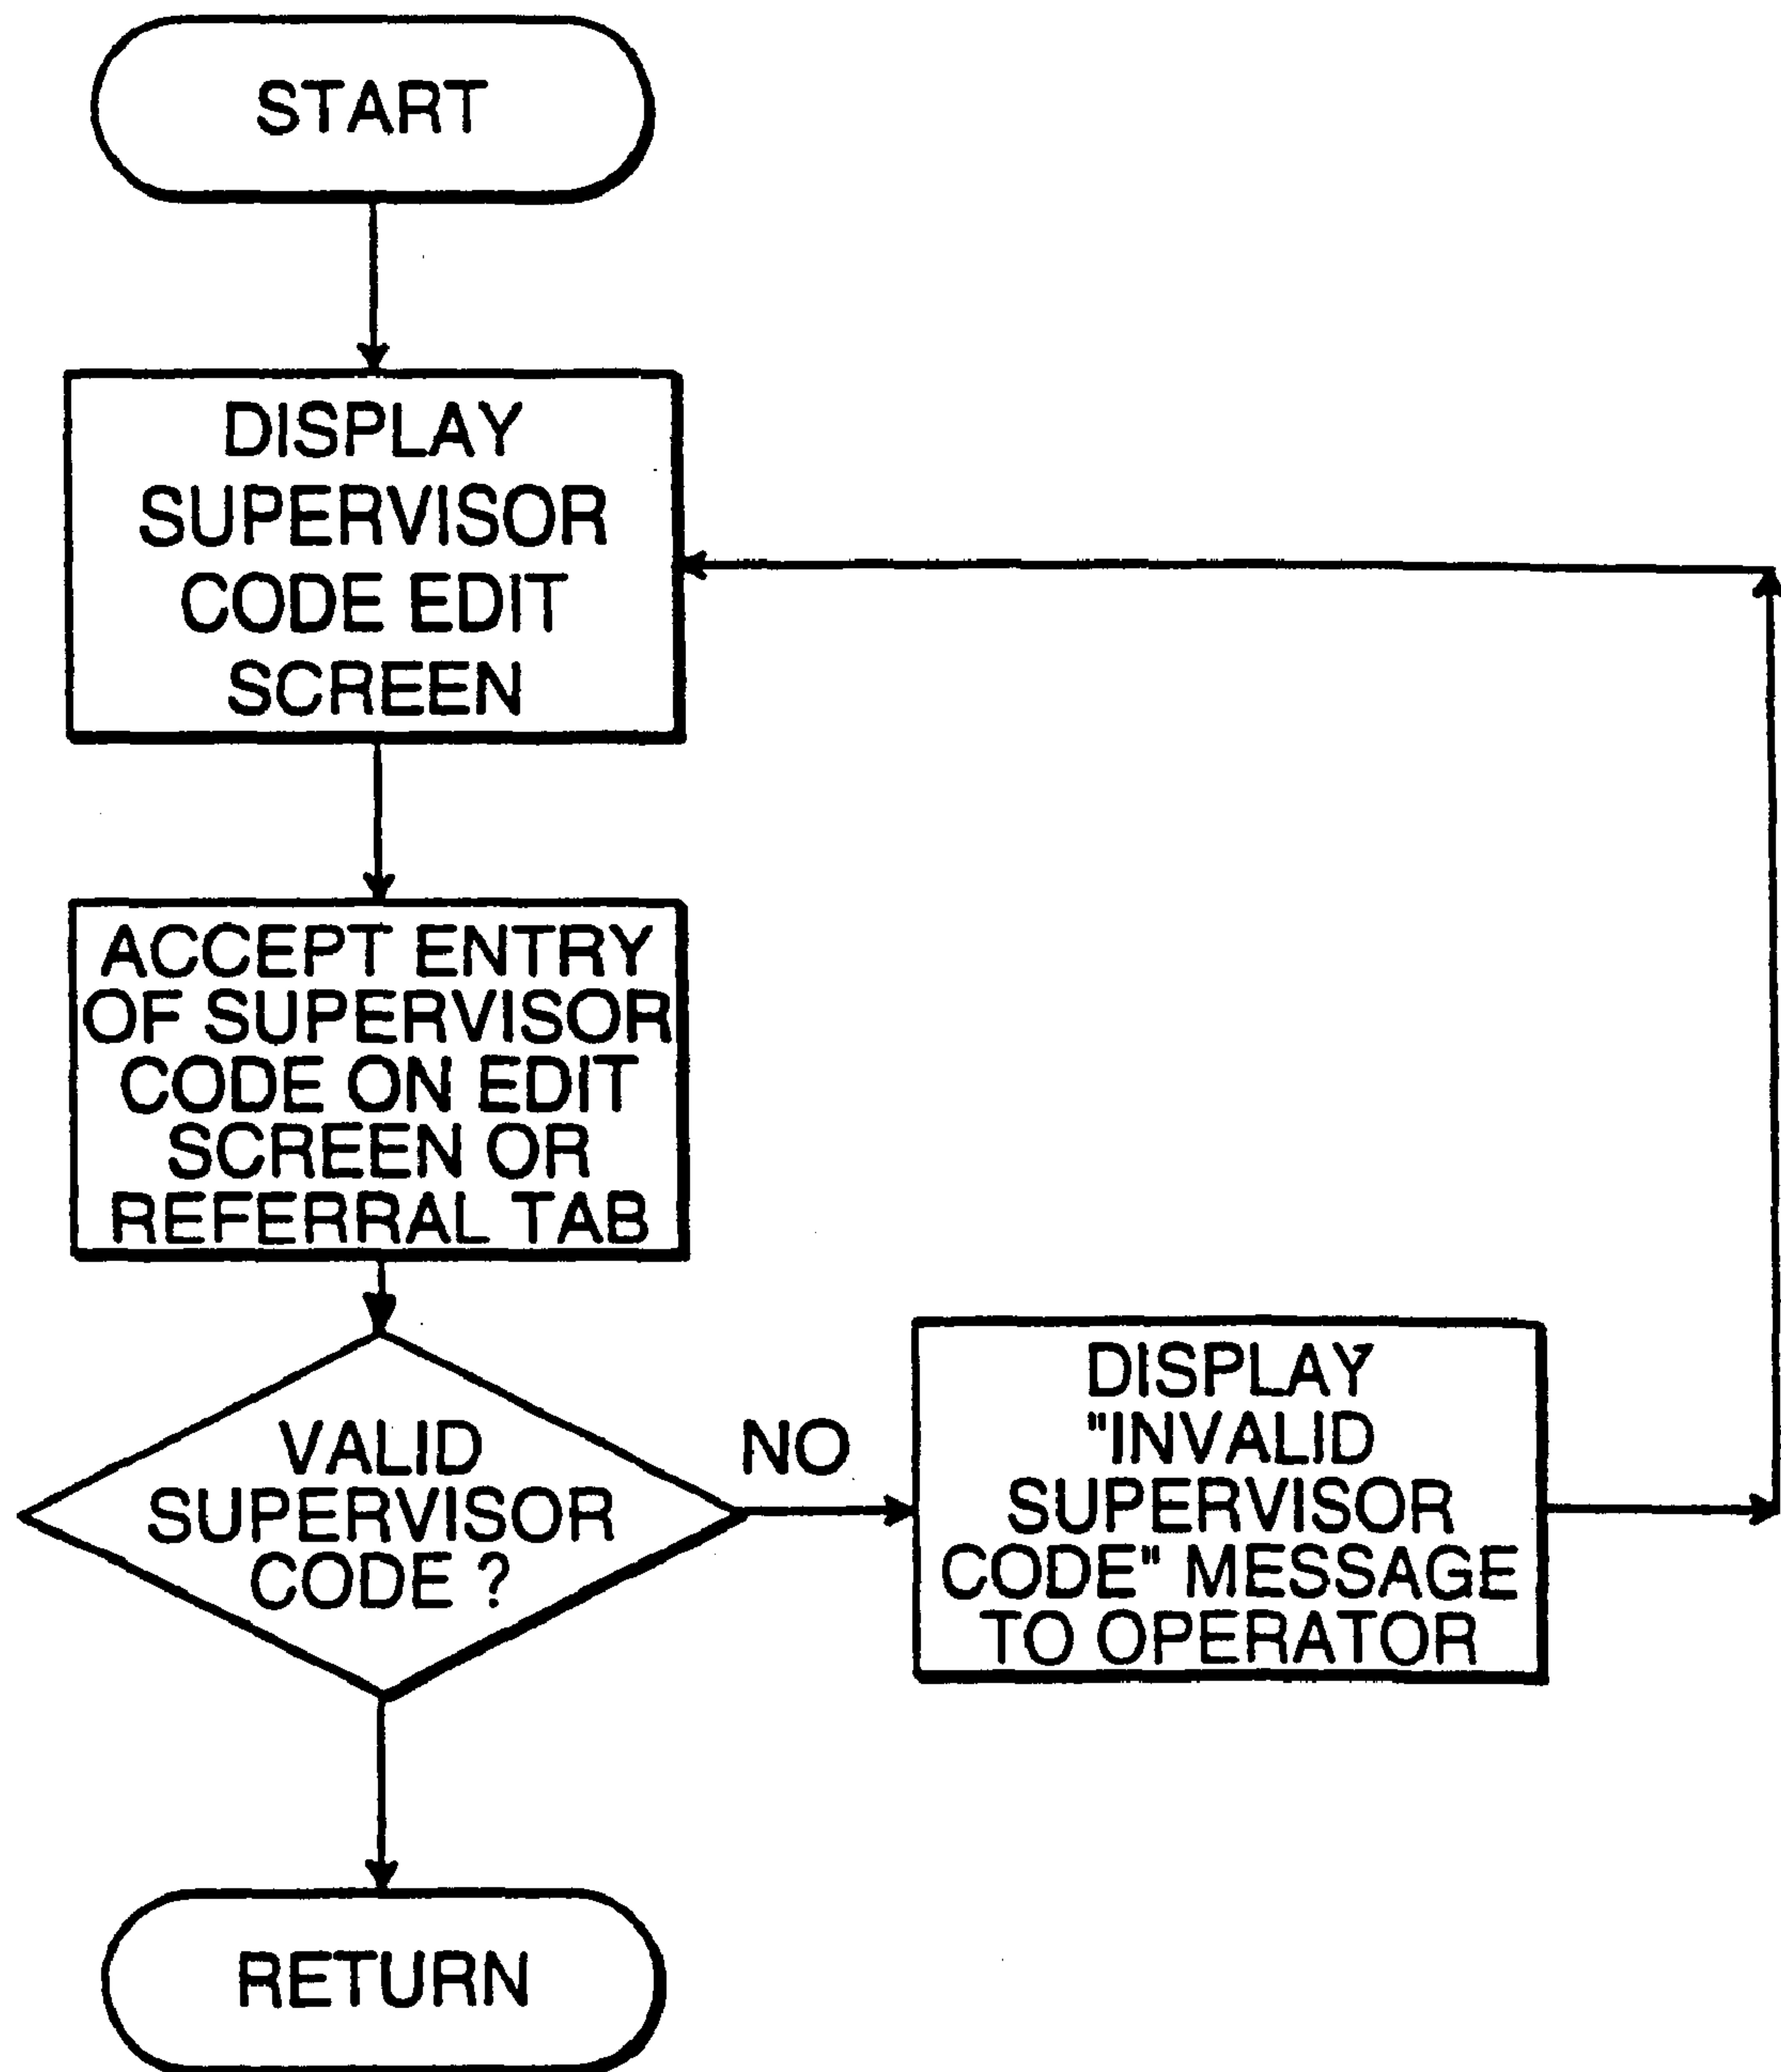 START
DISPLAY
SUPERVISOR
CODE EDIT
SCREEN
ACCEPT ENTRY
OF SUPERVISOR
CODE ON EDIT
SCREEN OR
REFERRAL TAB
VALID
SUPERVISOR
CODE ?
NO
DISPLAY
"INVALID
SUPERVISOR
CODE" MESSAGE
TO OPERATOR
RETURN